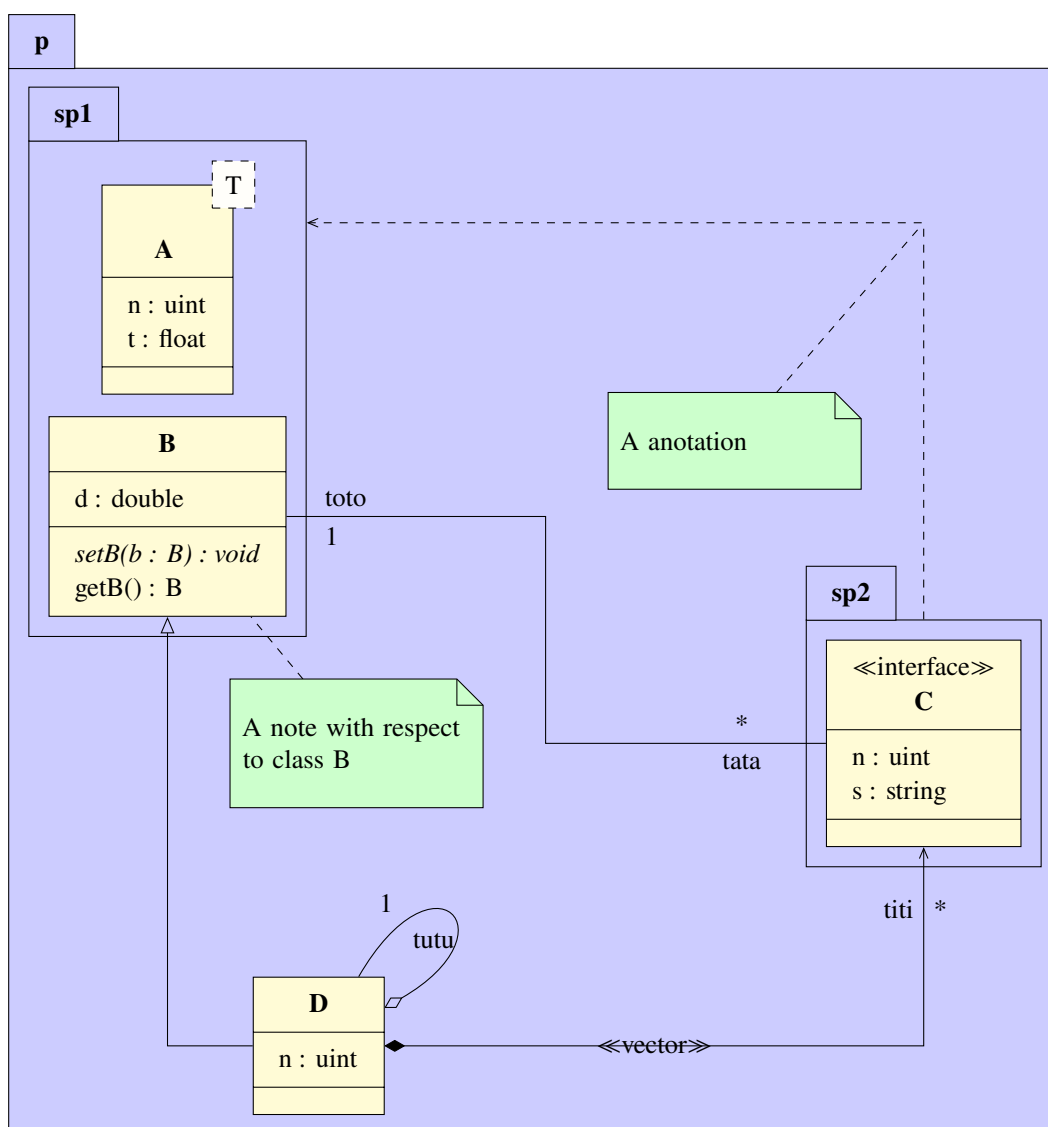 p
sp1
T
A
n : uint
t : float
B
d : double
setB(b : B) : void
getB() : B
toto
1
A anotation
sp2
≪interface≫
C
n : uint
s : string
*
tata
A note with respect
to class B
titi
*
1
tutu
D
n : uint
≪vector≫